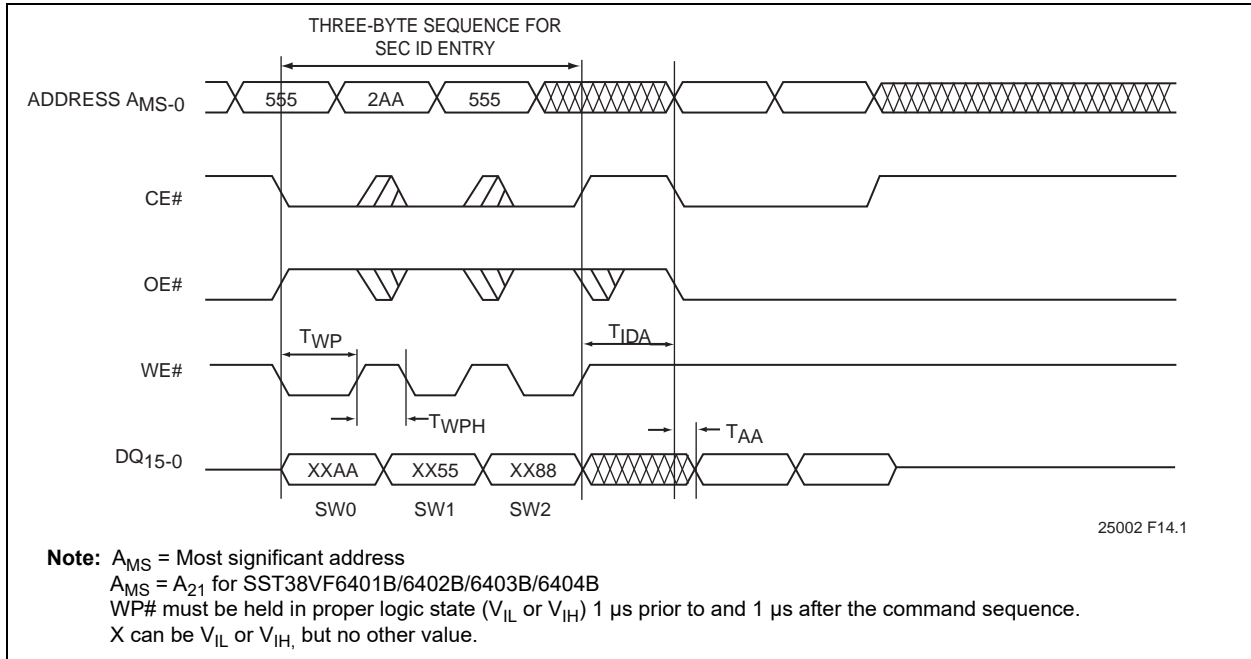 THREE-BYTE SEQUENCE FOR
SEC ID ENTRY
ADDRESS AMS-0
555
2AA
555
CE#
OE#
TWP
TIDA
WE#
TWPH
TAA
DQ15-0
XXAA
XX55
XX88
SW0
SW1
SW2
25002 F14.1
Note: AMS = Most significant address
AMS = A21 for SST38VF6401B/6402B/6403B/6404B
WP# must be held in proper logic state (VIL or VIH) 1 µs prior to and 1 µs after the command sequence.
X can be VIL or VIH, but no other value.